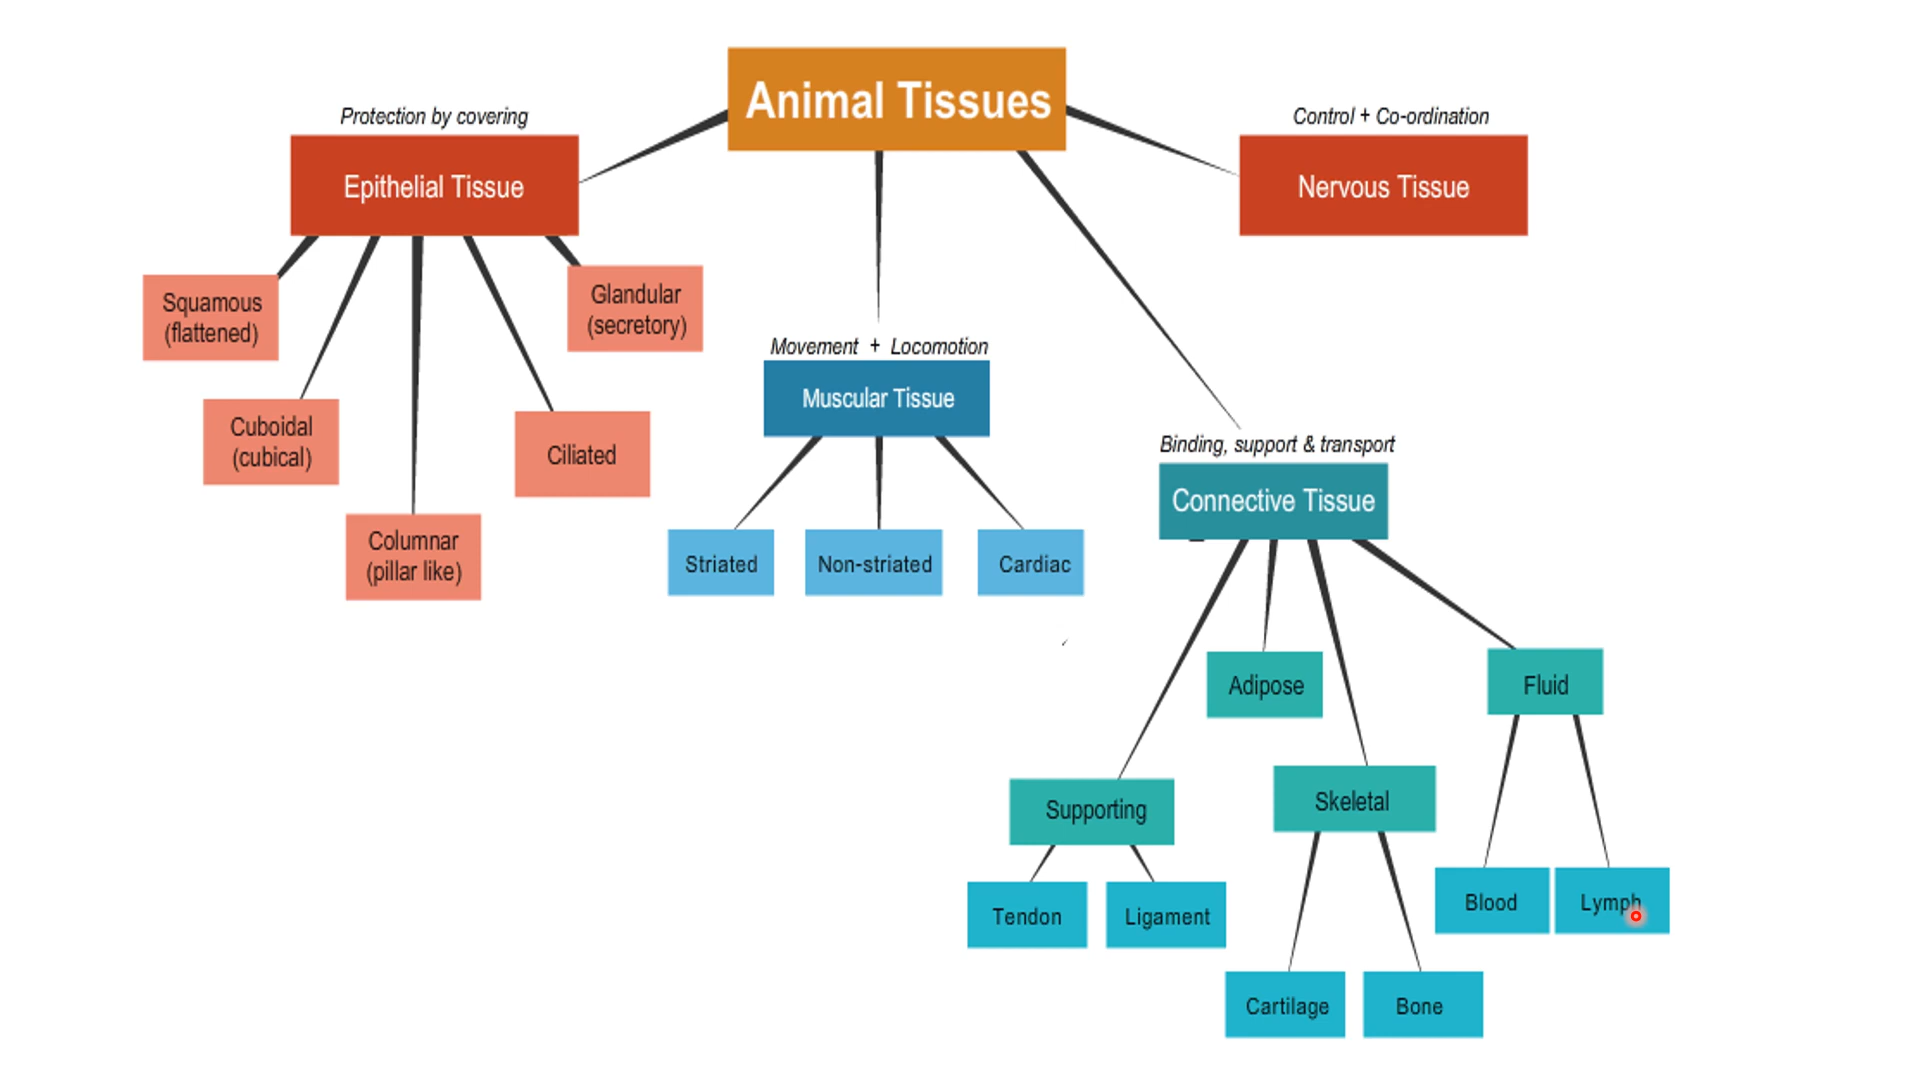 Animal Tissues
Protection by covering
Epithelial Tissue
Squamous
(flattened)
Cuboidal
(cubical)
Columnar
(pillar like)
Ciliated
Glandular
(secretory)
Movement + Locomotion
Muscular Tissue
Striated
Non-striated
Cardiac
Control + Co-ordination
Nervous Tissue
Binding, support & transport
Connective Tissue
Supporting
Tendon
Ligament
Adipose
Skeletal
Cartilage
Bone
Fluid
Blood
Lymph